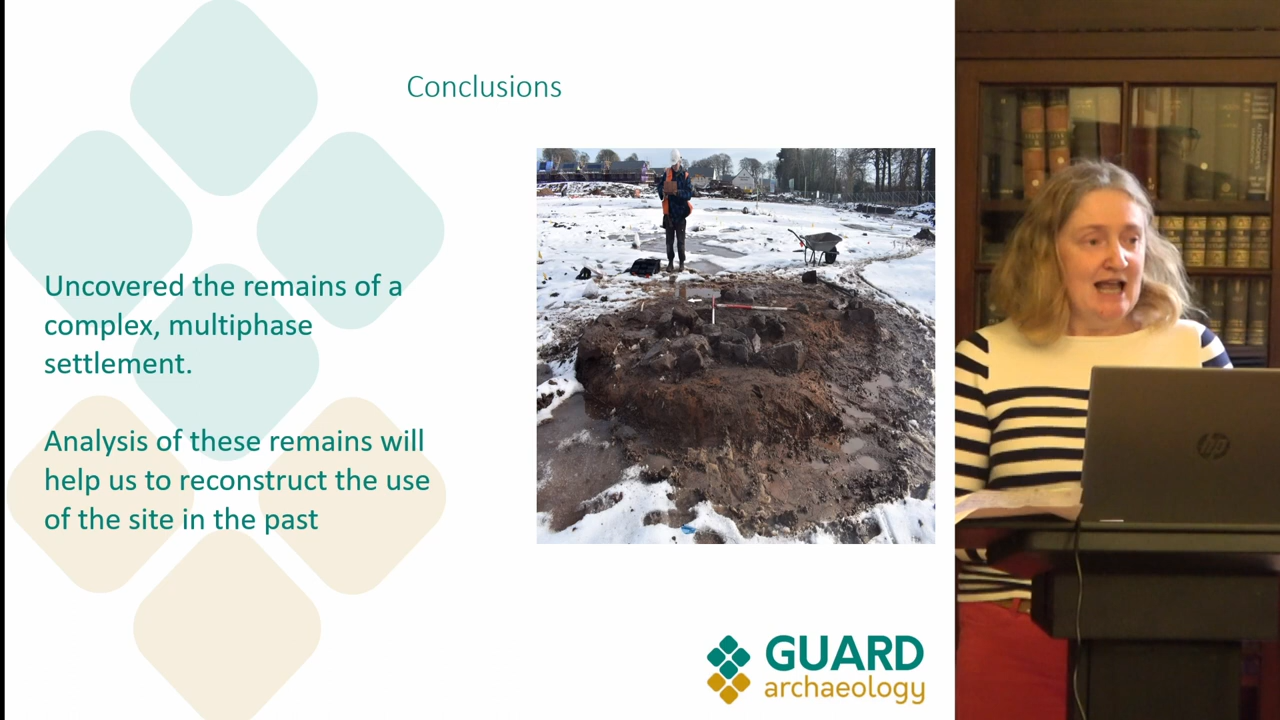 Conclusions
Uncovered the remains of a
complex, multiphase
settlement.
Analysis of these remains will
help us to reconstruct the use
of the site in the past
GUARD
archaeology
hp